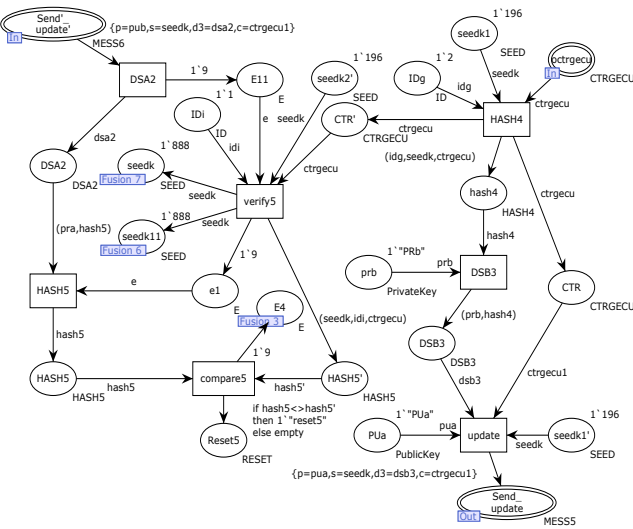 Send'_
update'
In
MESS6
{p=pub,s=seedk,d3=dsa2,c=ctrgecu1}
DSA2
1`9
E11
E
1`1
IDi
ID
idi
e
seedk
1`196
seedk2'
SEED
CTR'
CTRGECU
ctrgecu
dsa2
DSA2
DSA2
1`888
seedk
Fusion 7
SEED
seedk
1`888
seedk11
Fusion 6
SEED
seedk
verify5
(pra,hash5)
1`9
HASH5
e
e1
E
E4
Fusion 3
E
(seedk,idi,ctrgecu)
hash5
1`9
HASH5
HASH5
hash5
compare5
hash5'
HASH5'
HASH5
if hash5<>hash5'
then 1`"reset5"
else empty
Reset5
RESET
1`196
seedk1
SEED
seedk
1`2
IDg
ID
idg
pctrgecu
In
CTRGECU
ctrgecu
HASH4
ctrgecu
(idg,seedk,ctrgecu)
ctrgecu
hash4
HASH4
hash4
1`"PRb"
prb
prb
PrivateKey
DSB3
CTR
CTRGECU
(prb,hash4)
DSB3
DSB3
dsb3
ctrgecu1
1`"PUa"
PUa
pua
PublicKey
update
seedk
1`196
seedk1'
SEED
{p=pua,s=seedk,d3=dsb3,c=ctrgecu1}
Send_
update
Out
MESS5